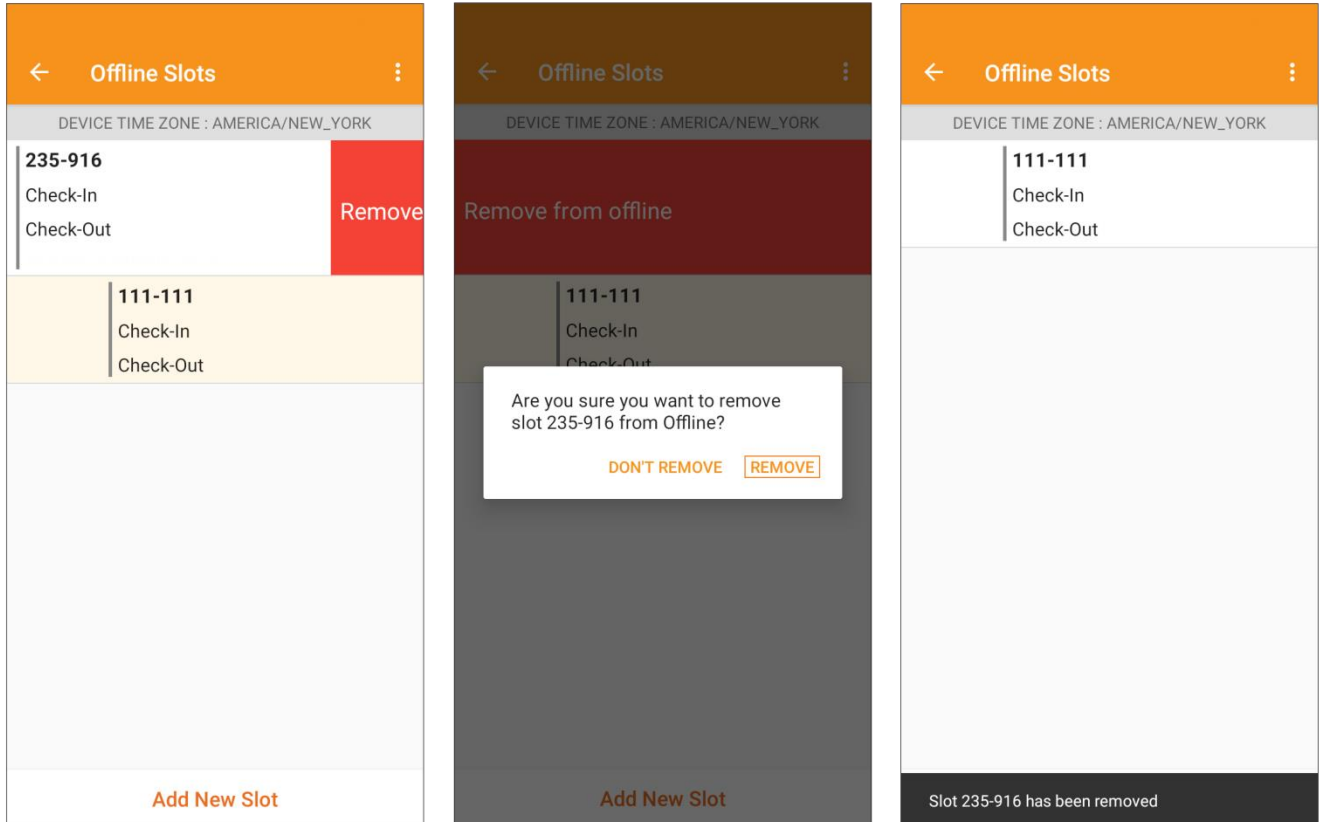 Offline Slots
DEVICE TIME ZONE : AMERICA/NEW_YORK
235-916
Check-In
Check-Out
Remove
111-111
Check-In
Check-Out
Add New Slot
Offline Slots
DEVICE TIME ZONE : AMERICA/NEW_YORK
Remove from offline
111-111
Check-In
Check-Out
Are you sure you want to remove
slot 235-916 from Offline?
DON'T REMOVE REMOVE
Add New Slot
Offline Slots
DEVICE TIME ZONE : AMERICA/NEW_YORK
111-111
Check-In
Check-Out
Slot 235-916 has been removed